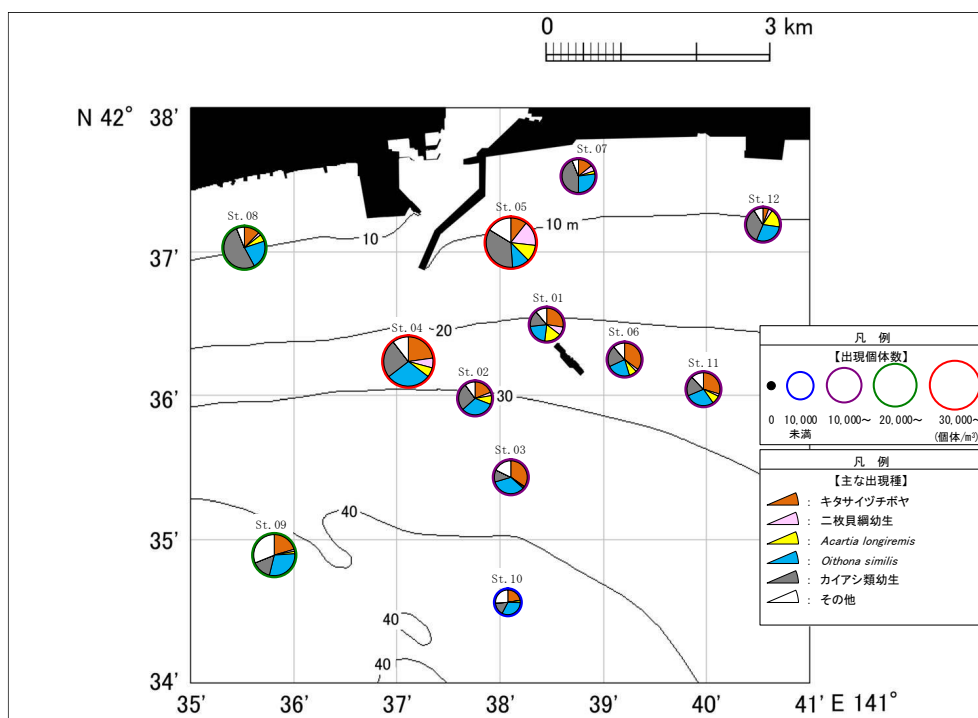 0 3 km
N 42° 38'
37'
36'
35'
34'
35' 36' 37' 38' 39' 40' 41' E 141°
St.07
St.12
St.05
St.08
10
10 m
St.01
20
St.04
St.06
St.11
St.02
30
St.03
40
St.09
St.10
40
40
凡 例
【出現個体数】
0 10,000未満 10,000～ 20,000～ 30,000～
(個体/m³)
凡 例
【主な出現種】
： キタサイヅチボヤ
： 二枚貝綱幼生
： Acartia longiremis
： Oithona similis
： カイアシ類幼生
： その他